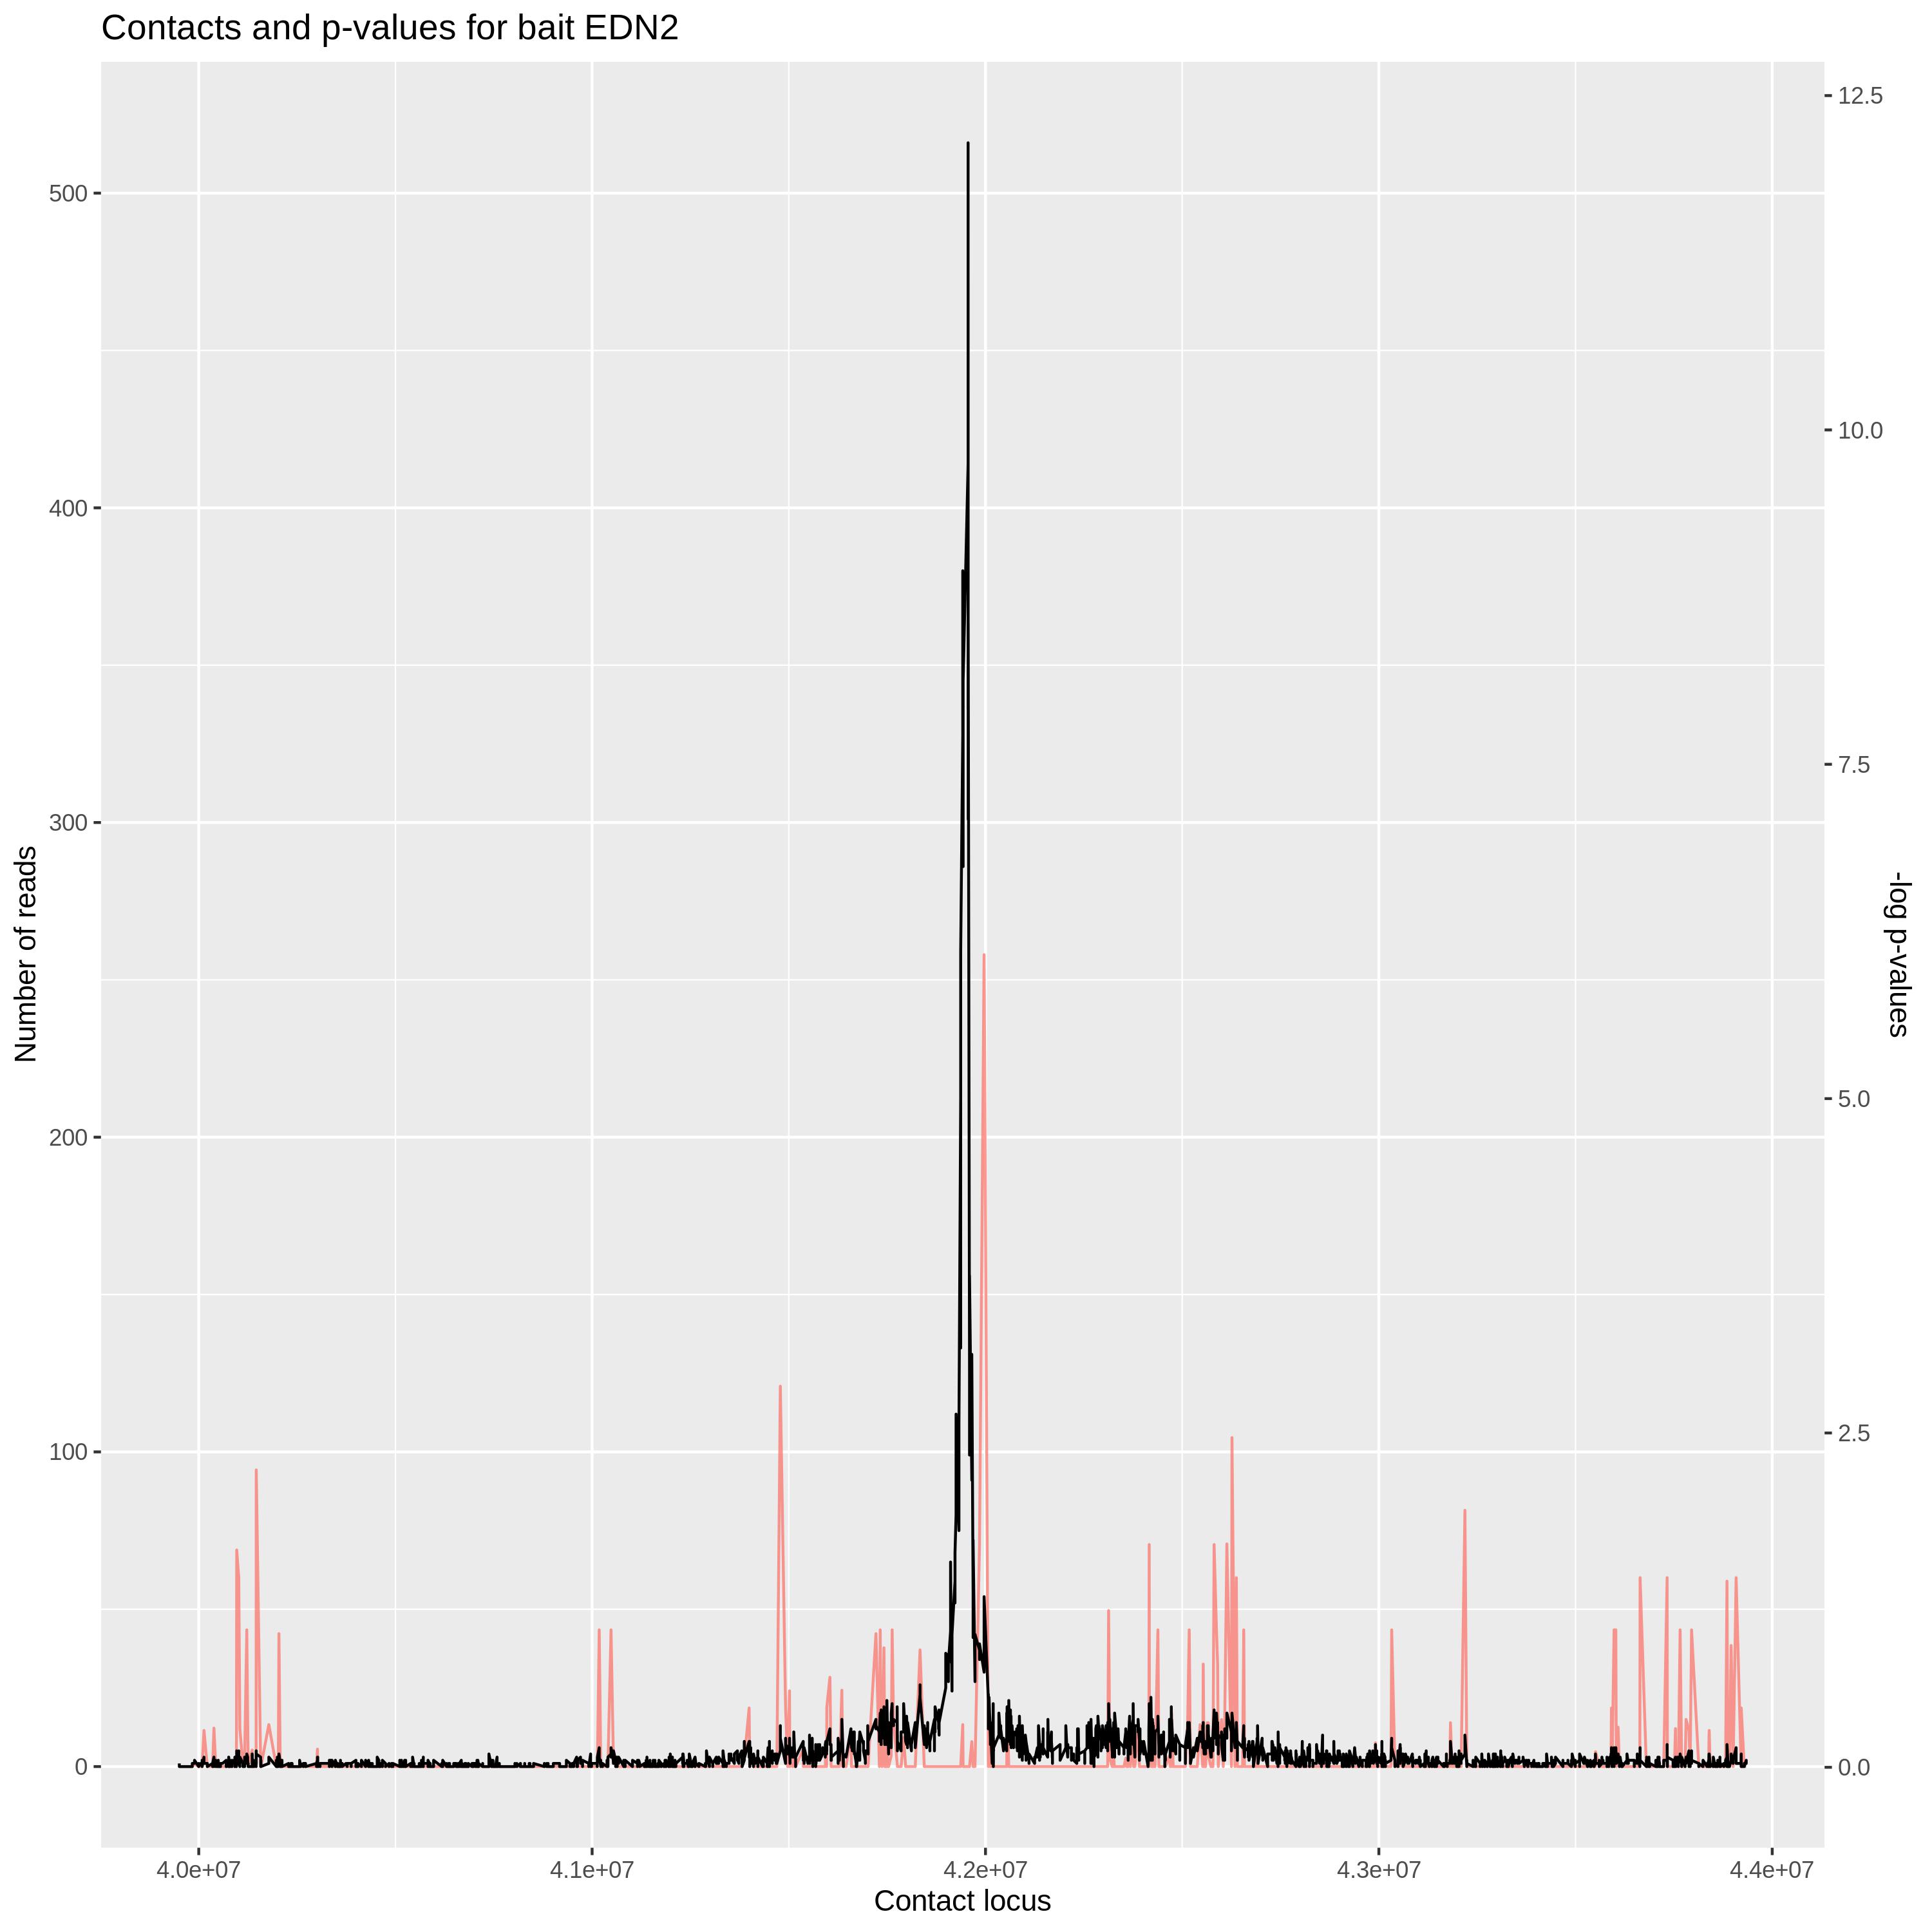 Contacts and p-values for bait EDN2
12.5
500
10.0
400
7.5
300
Number of reads
-log p-values
5.0
200
2.5
100
0
0.0
4.0e+07 4.1e+07 4.2e+07 4.3e+07 4.4e+07
Contact locus